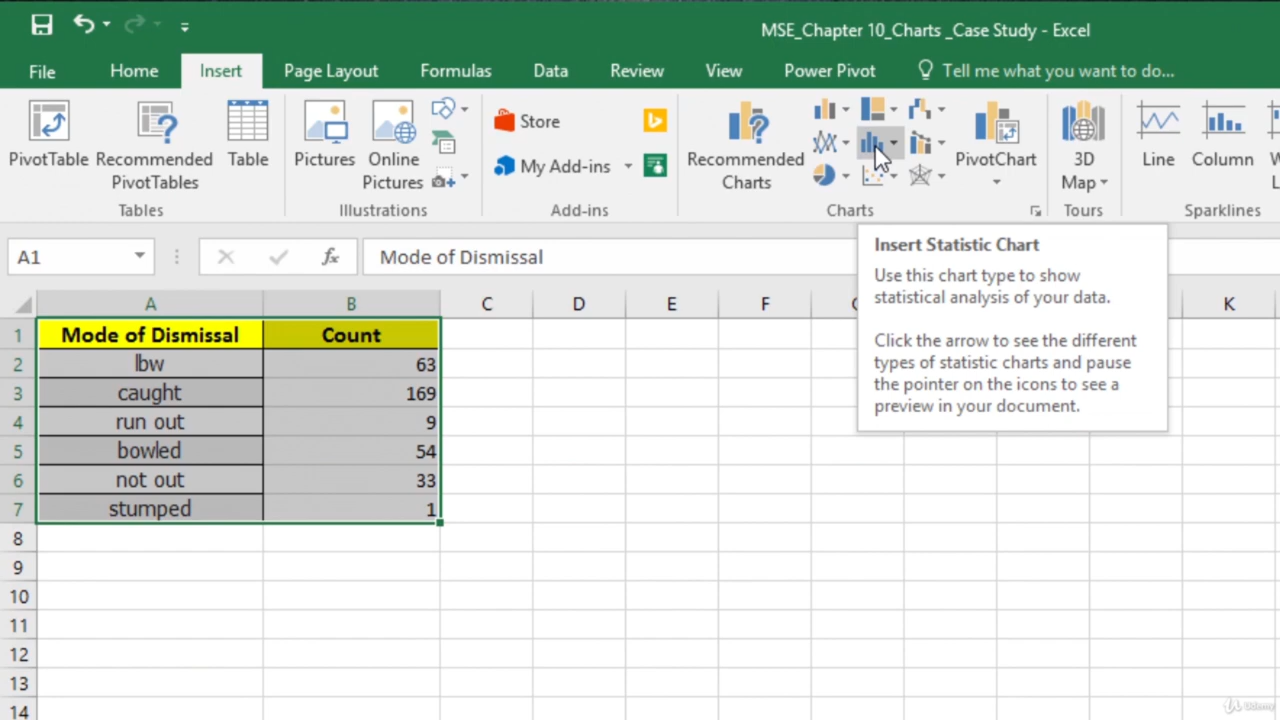 MSE_Chapter 10_Charts _Case Study - Excel
File Home Insert Page Layout Formulas Data Review View Power Pivot Tell me what you want to do...
PivotTable Recommended PivotTables Table
Tables
Pictures Online Pictures
Illustrations
Store
My Add-ins
Add-ins
Recommended Charts
PivotChart
Charts
3D Map
Tours
Line Column
Sparklines
A1 fx Mode of Dismissal
Insert Statistic Chart
Use this chart type to show
statistical analysis of your data.
Click the arrow to see the different
types of statistic charts and pause
the pointer on the icons to see a
preview in your document.
A B C D E F K
1 Mode of Dismissal Count
2 lbw 63
3 caught 169
4 run out 9
5 bowled 54
6 not out 33
7 stumped 1
8
9
10
11
12
13
14
Udemy